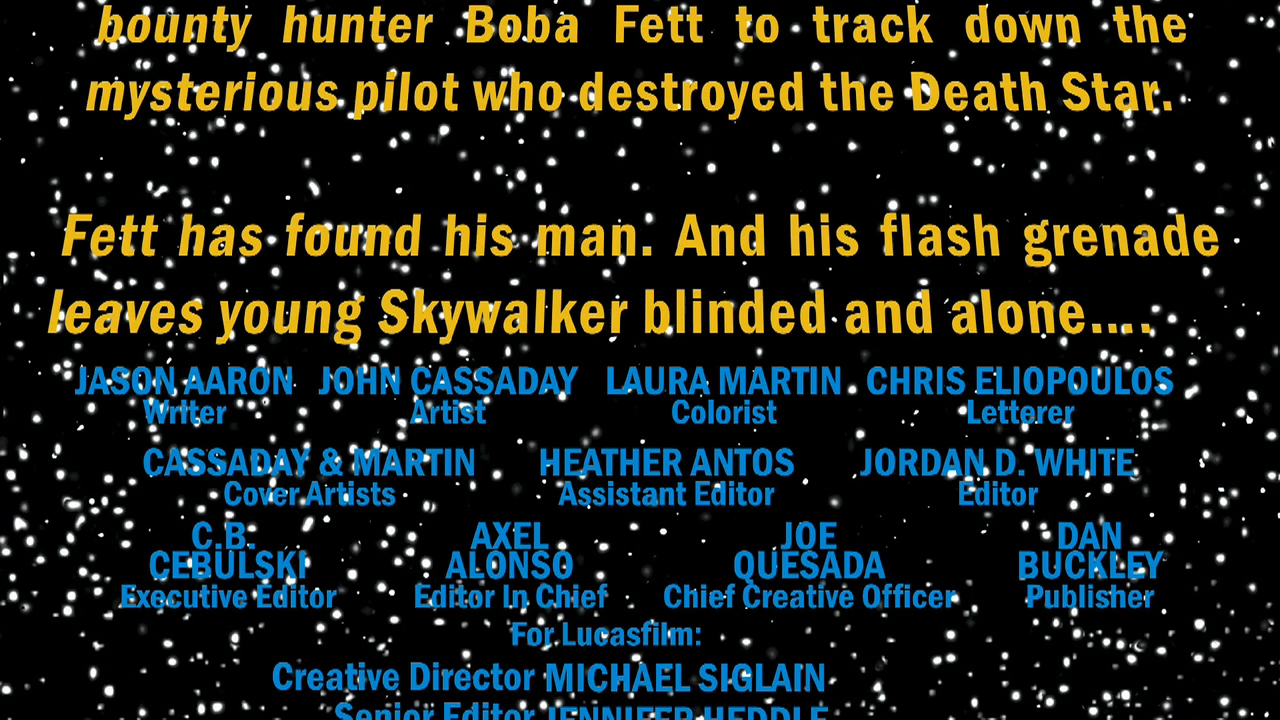 bounty hunter Boba Fett to track down the
mysterious pilot who destroyed the Death Star.
Fett has found his man. And his flash grenade
leaves young Skywalker blinded and alone....
JASON AARON JOHN CASSADAY LAURA MARTIN CHRIS ELIOPOULOS
Writer Artist Colorist Letterer
CASSADAY & MARTIN HEATHER ANTOS JORDAN D. WHITE
Cover Artists Assistant Editor Editor
C.B. AXEL JOE DAN
CEBULSKI ALONSO QUESADA BUCKLEY
Executive Editor Editor In Chief Chief Creative Officer Publisher
For Lucasfilm:
Creative Director MICHAEL SIGLAIN
Senior Editor JENNIFER HEDDLE